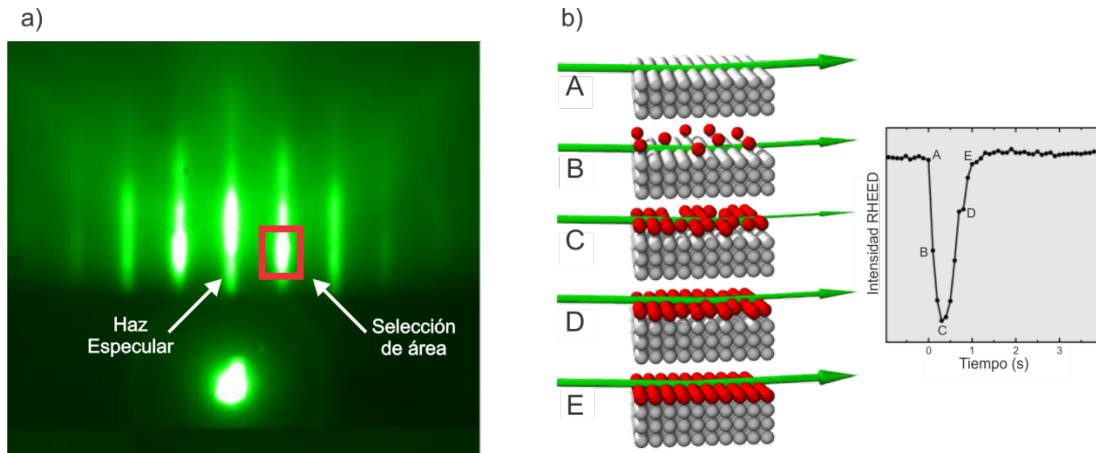 a)
Haz
Especular
Selección
de área
b)
A
B
C
D
E
Intensidad RHEED
A
B
C
D
E
0
1
2
3
Tiempo (s)